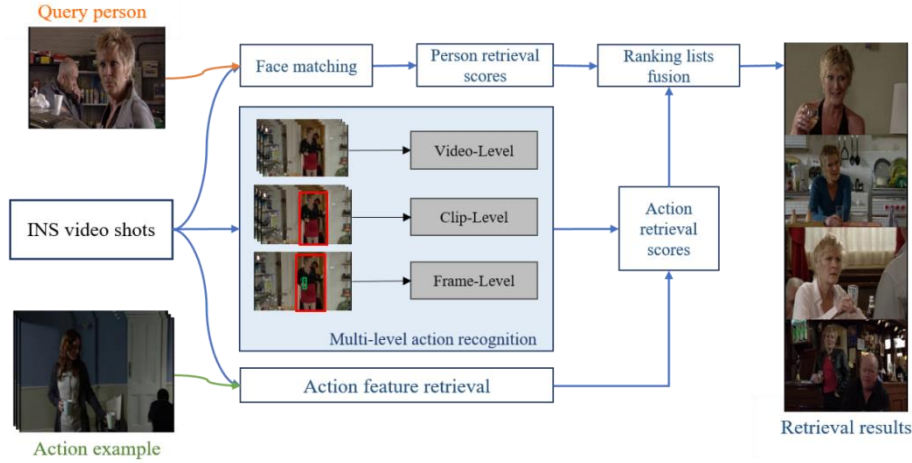 Query person
Face matching
Person retrieval
scores
Ranking lists
fusion
Video-Level
Clip-Level
Frame-Level
Multi-level action recognition
INS video shots
Action
retrieval
scores
Action feature retrieval
Action example
Retrieval results